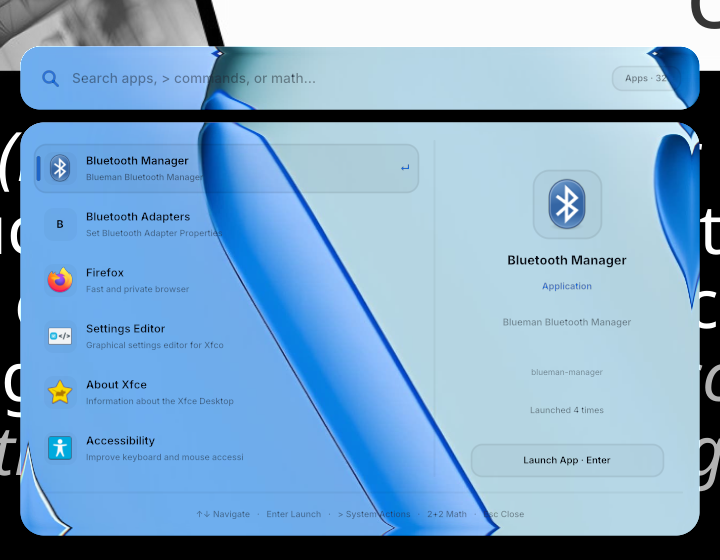 Search apps, > commands, or math...
Apps · 32
Bluetooth Manager
Blueman Bluetooth Manager
B
Bluetooth Adapters
Set Bluetooth Adapter Properties
Firefox
Fast and private browser
Settings Editor
Graphical settings editor for Xfce
About Xfce
Information about the Xfce Desktop
Accessibility
Improve keyboard and mouse accessi
Bluetooth Manager
Application
Blueman Bluetooth Manager
blueman-manager
Launched 4 times
Launch App · Enter
↑↓ Navigate · Enter Launch · > System Actions · 2+2 Math · Esc Close